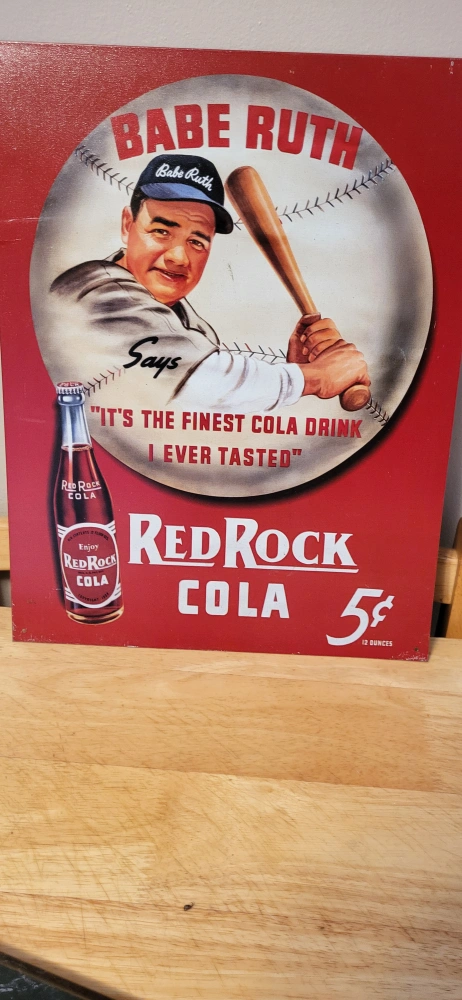 BABE RUTH
Babe Ruth
Says
"IT'S THE FINEST COLA DRINK
I EVER TASTED"
RED ROCK
COLA
Enjoy
RED ROCK
COLA
RED ROCK
COLA
5¢
12 OUNCES